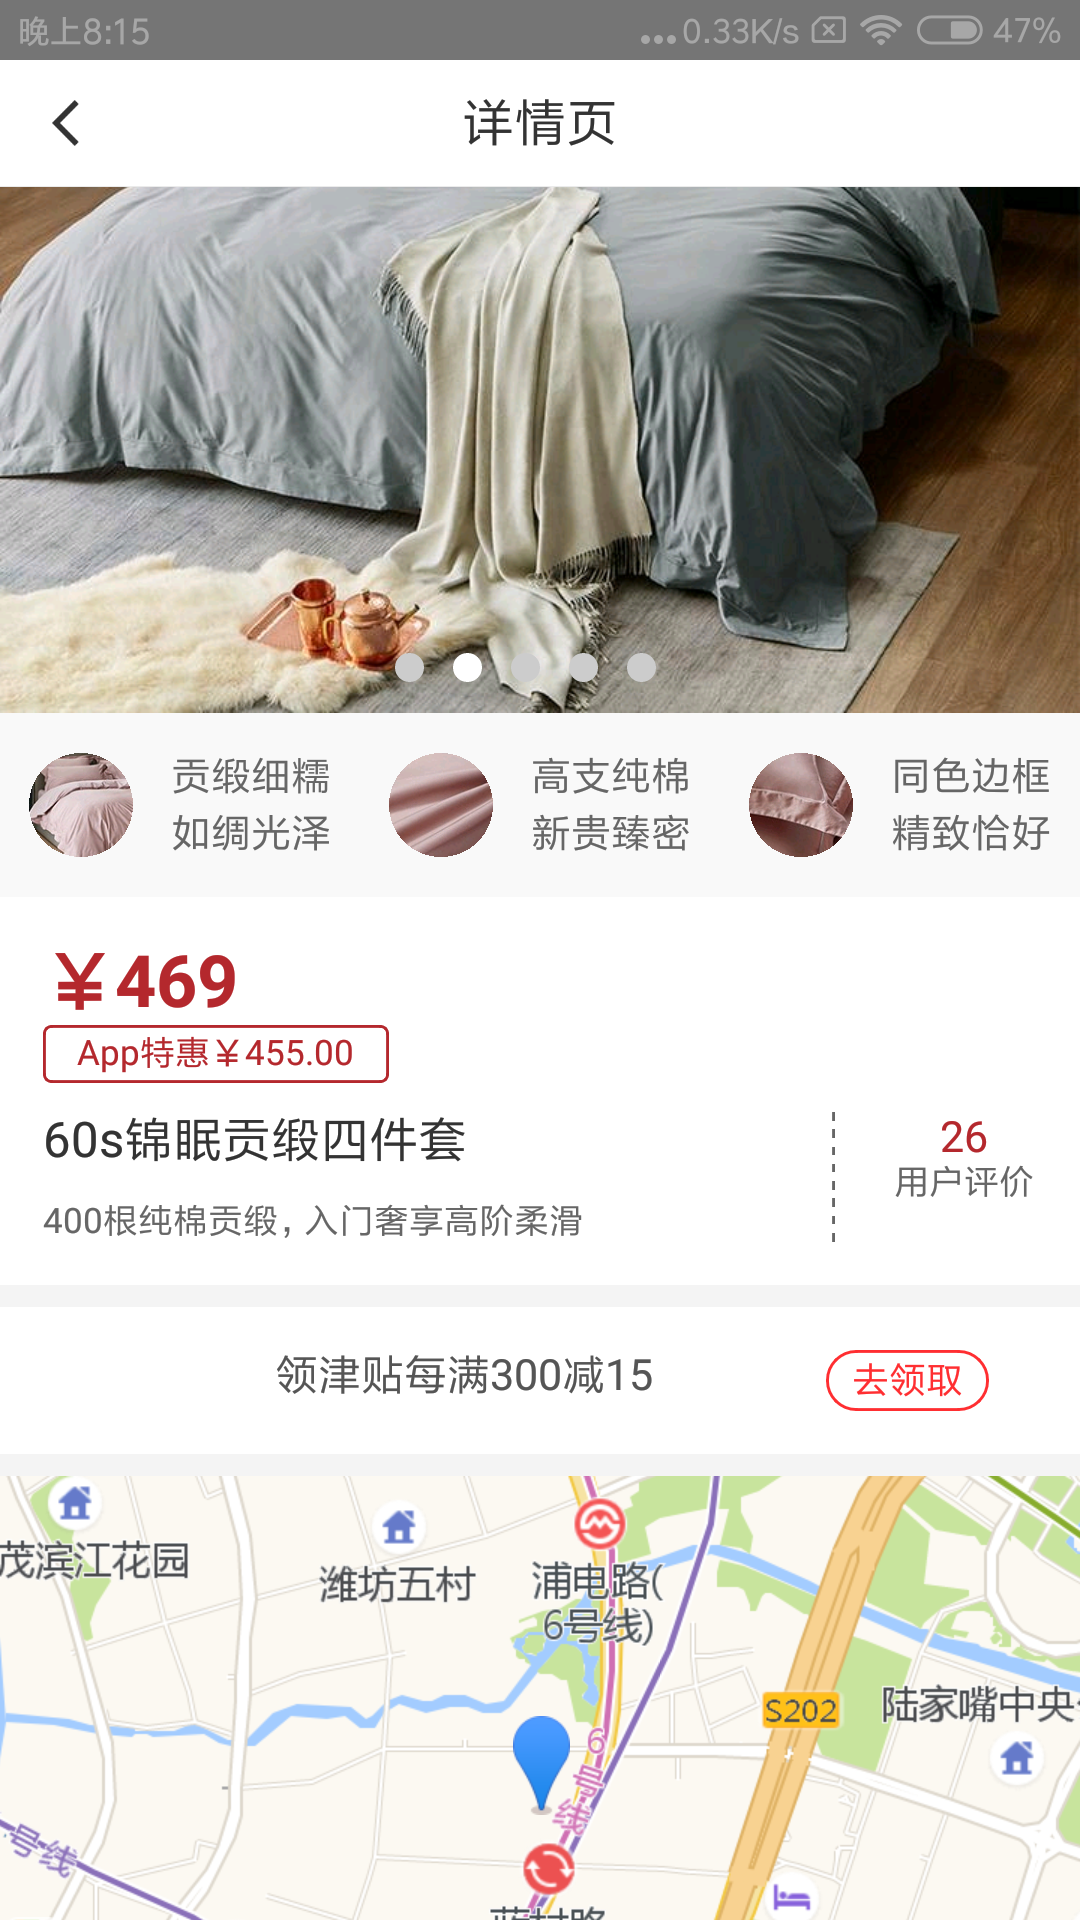 晚上8:15
...0.33K/s
47%
详情页
贡缎细糯
如绸光泽
高支纯棉
新贵臻密
同色边框
精致恰好
¥469
App特惠¥455.00
60s锦眠贡缎四件套
400根纯棉贡缎，入门奢享高阶柔滑
26
用户评价
领津贴每满300减15
去领取
茂滨江花园
潍坊五村
浦电路(
6号线)
S202
陆家嘴中央
6号线
号线